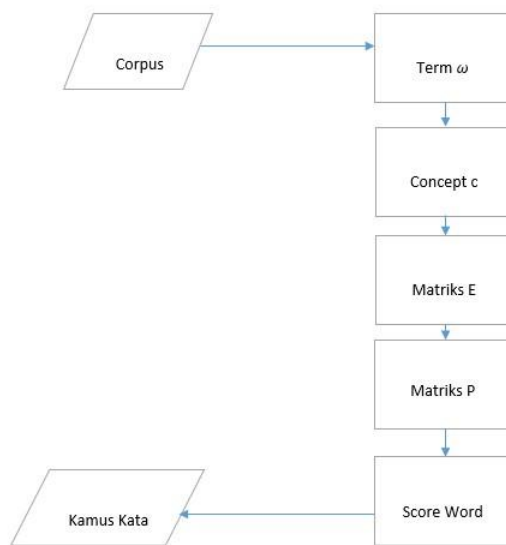 Corpus
Term ω
Concept c
Matriks E
Matriks P
Score Word
Kamus Kata